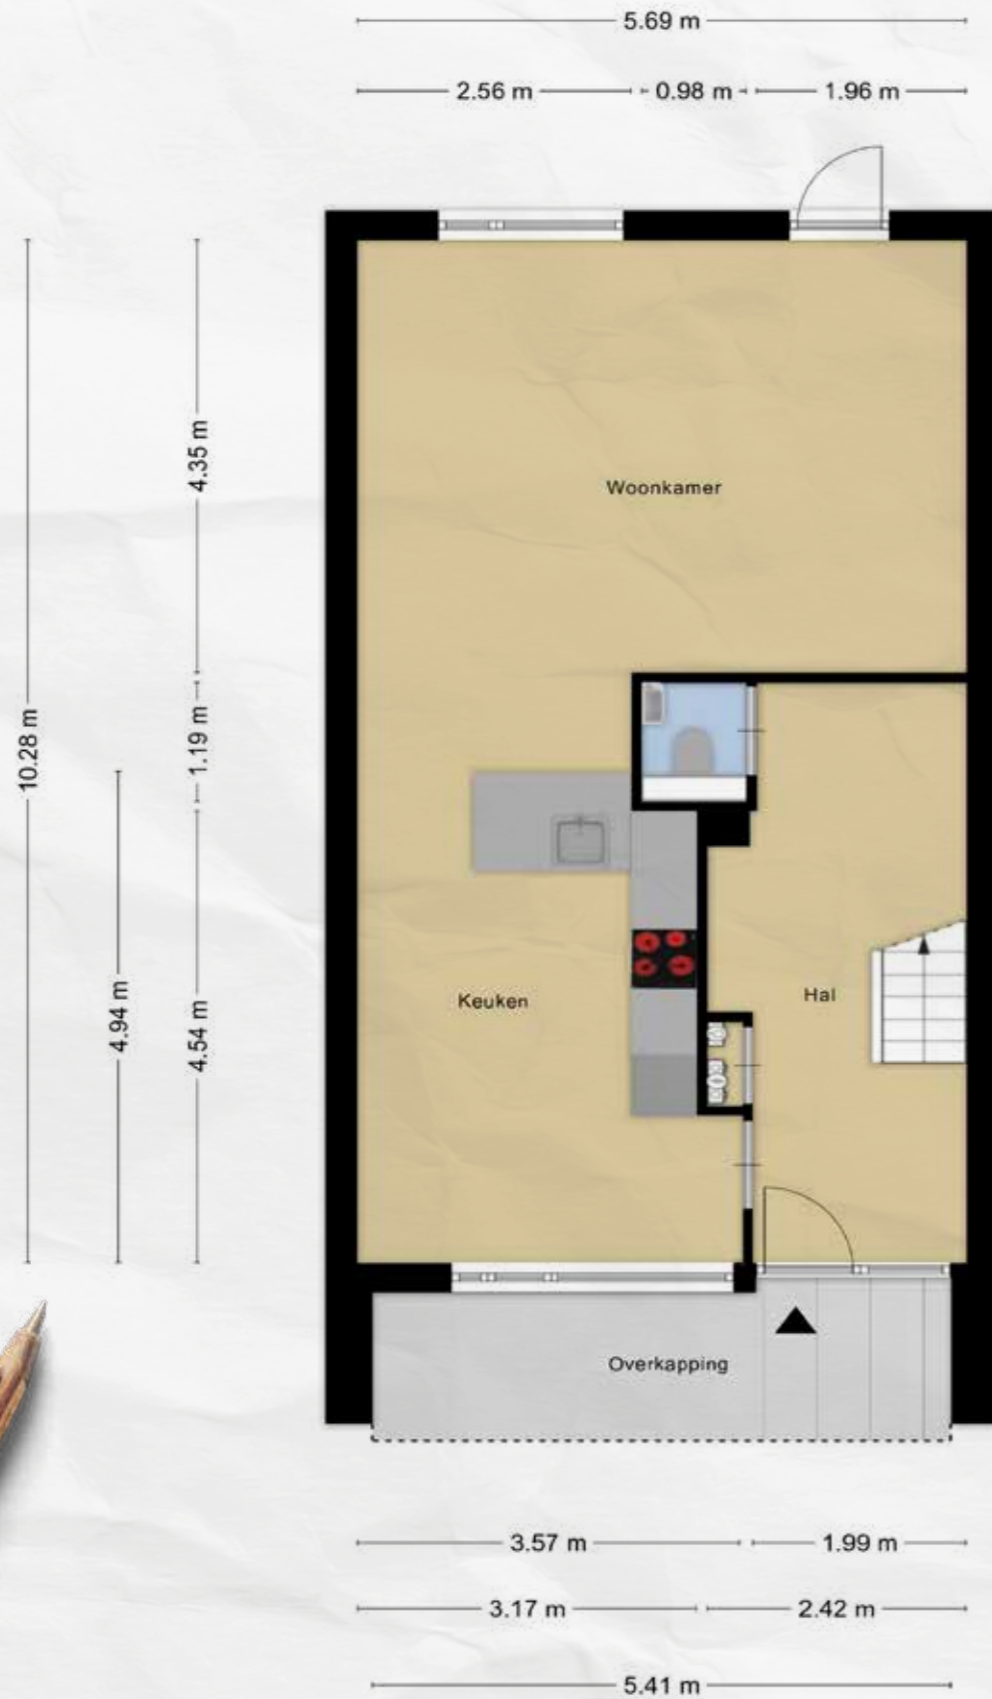 5.69 m
2.56 m
0.98 m
1.96 m
10.28 m
4.35 m
1.19 m
4.94 m
4.54 m
Woonkamer
Keuken
Hal
Overkapping
3.57 m
1.99 m
3.17 m
2.42 m
5.41 m